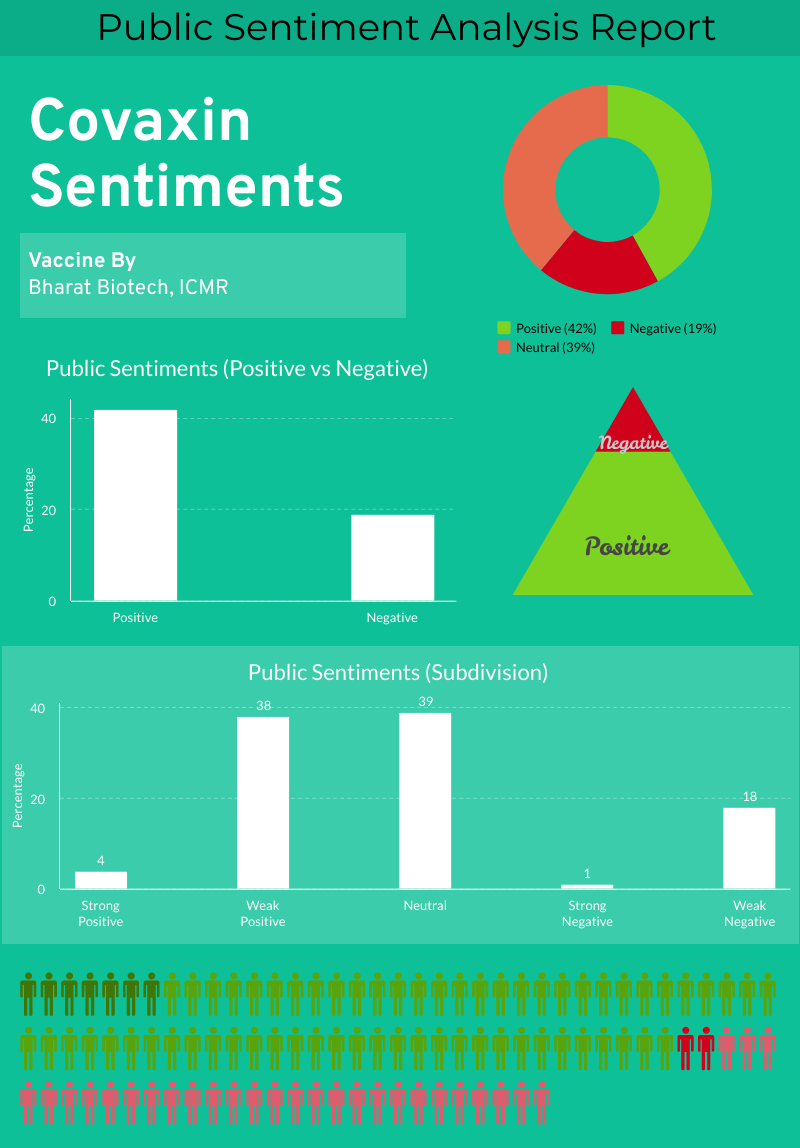 Public Sentiment Analysis Report
Covaxin
Sentiments
Vaccine By
Bharat Biotech, ICMR
Positive (42%)
Negative (19%)
Neutral (39%)
Public Sentiments (Positive vs Negative)
Percentage
40
20
0
Positive
Negative
Negative
Positive
Public Sentiments (Subdivision)
Percentage
40
20
0
4
38
39
1
18
Strong
Positive
Weak
Positive
Neutral
Strong
Negative
Weak
Negative